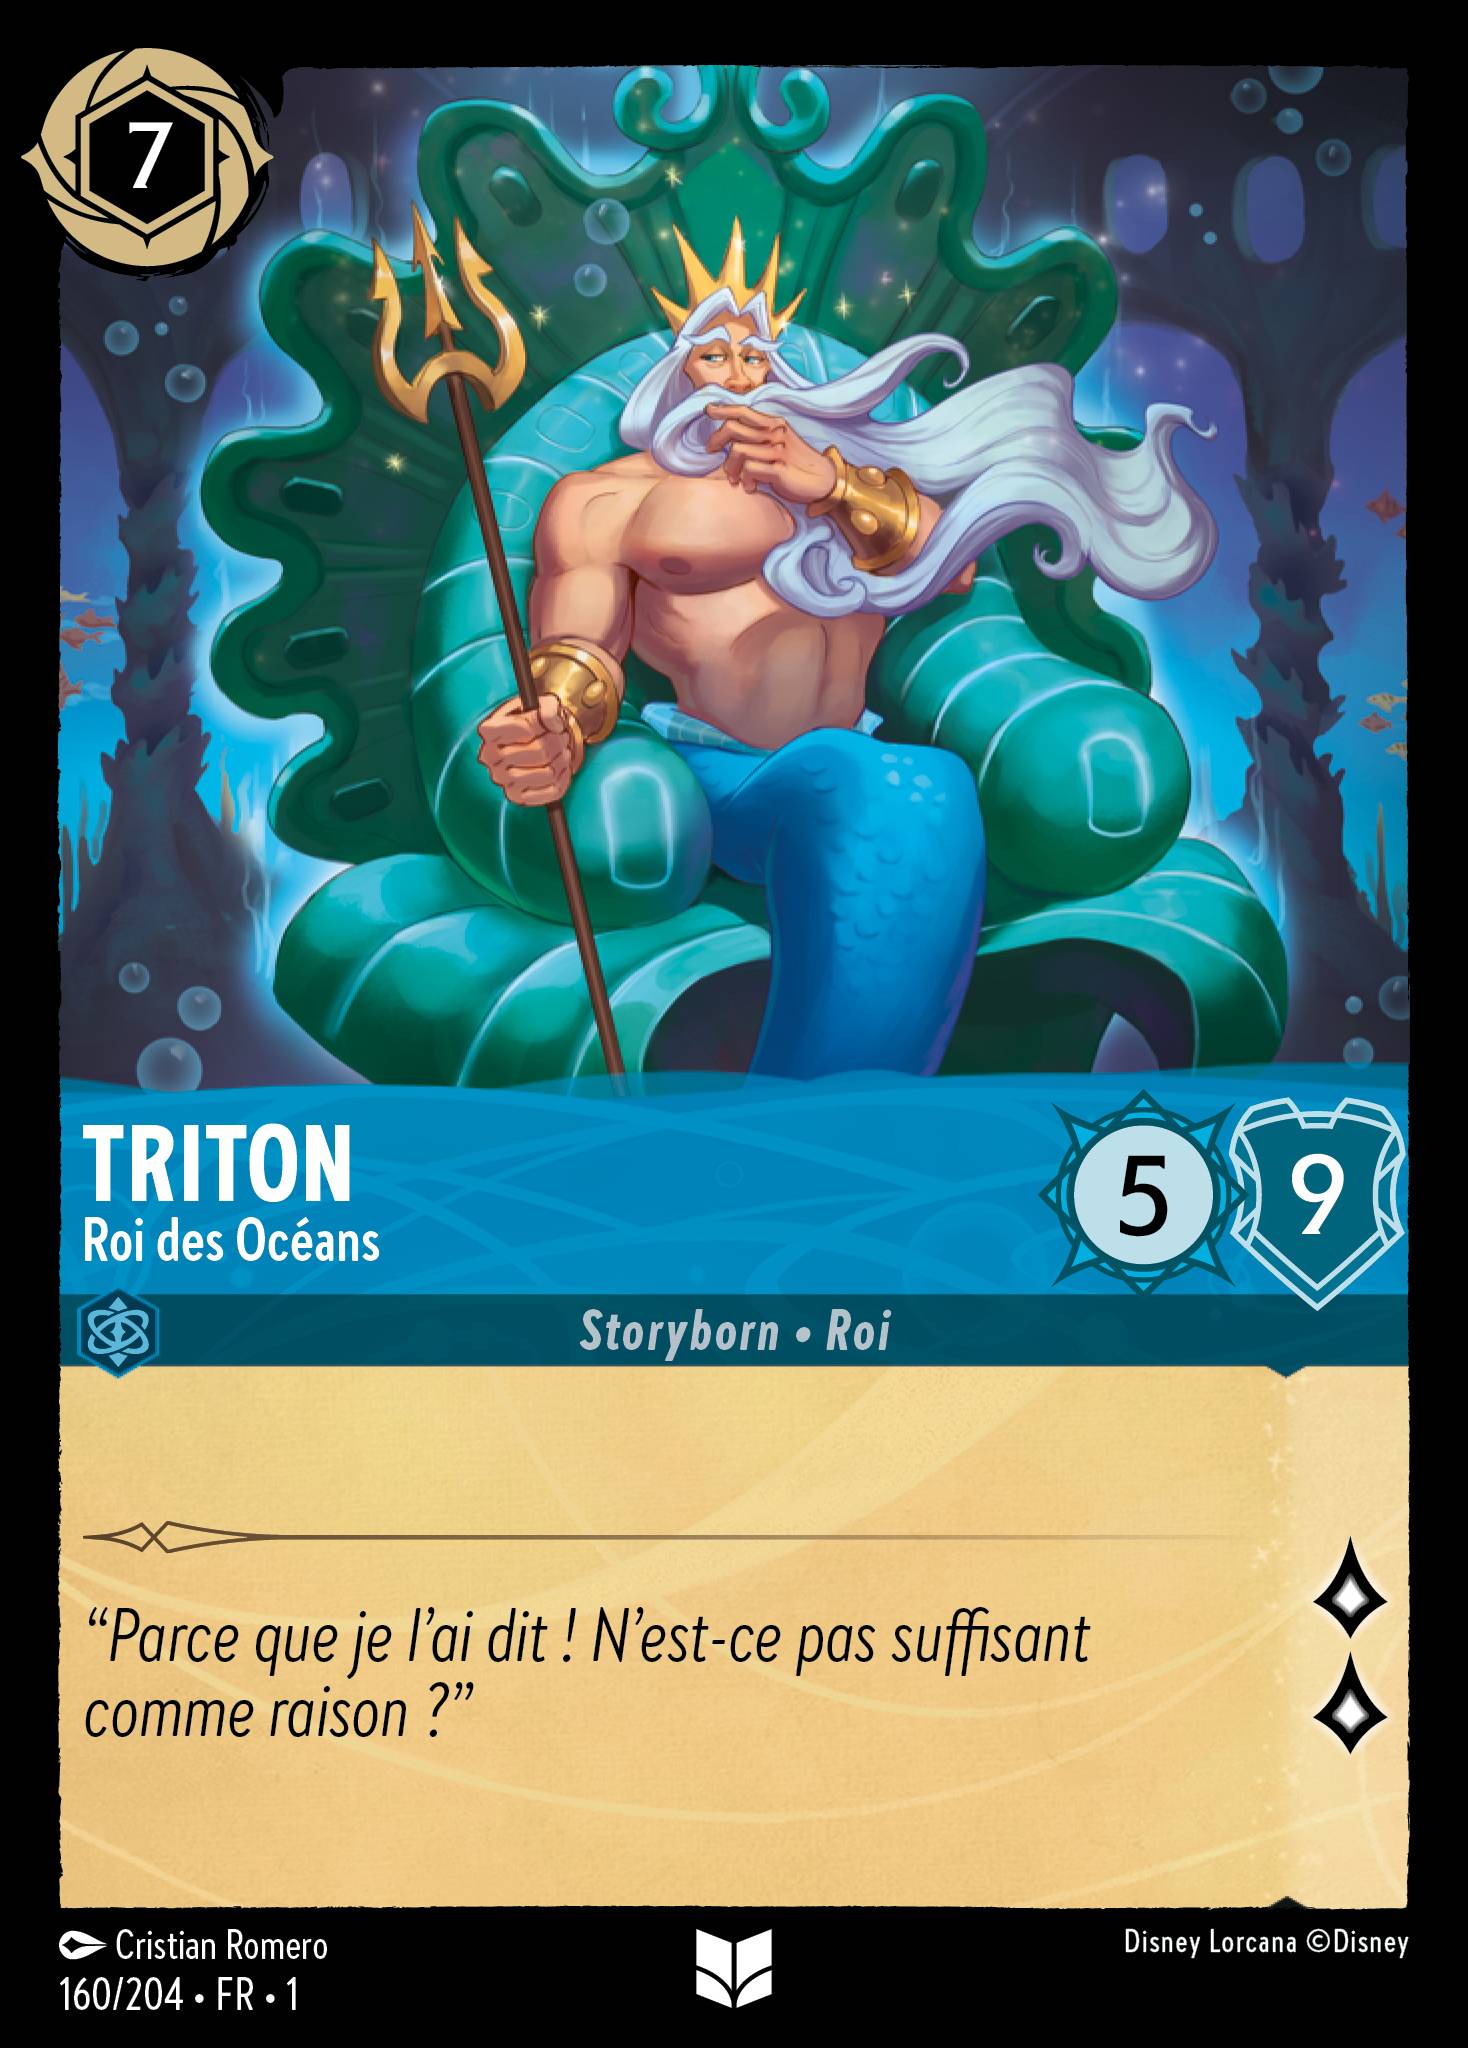 7
TRITON
Roi des Océans
5
9
Storyborn • Roi
“Parce que je l’ai dit ! N’est-ce pas suffisant
comme raison ?”
Cristian Romero
160/204 • FR • 1
Disney Lorcana ©Disney